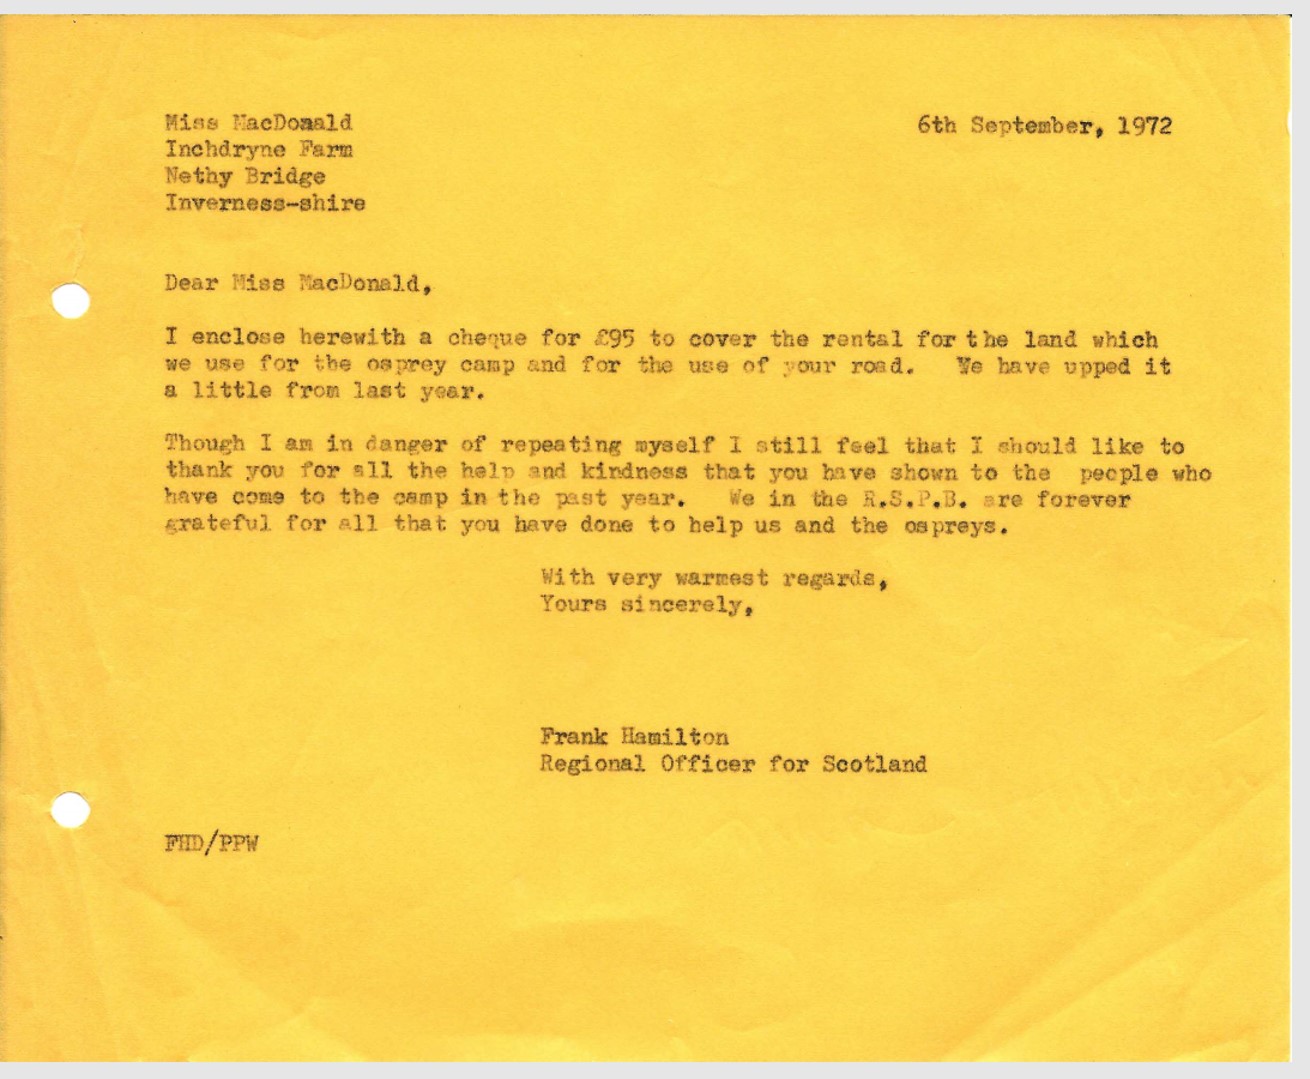 Miss MacDonald
6th September, 1972
Inchdryne Farm
Nethy Bridge
Inverness-shire
Dear Miss MacDonald,
I enclose herewith a cheque for £95 to cover the rental for the land which
we use for the osprey camp and for the use of your road. We have upped it
a little from last year.
Though I am in danger of repeating myself I still feel that I should like to
thank you for all the help and kindness that you have shown to the people who
have come to the camp in the past year. We in the R.S.P.B. are forever
grateful for all that you have done to help us and the ospreys.
With very warmest regards,
Yours sincerely,
Frank Hamilton
Regional Officer for Scotland
FHD/PPW